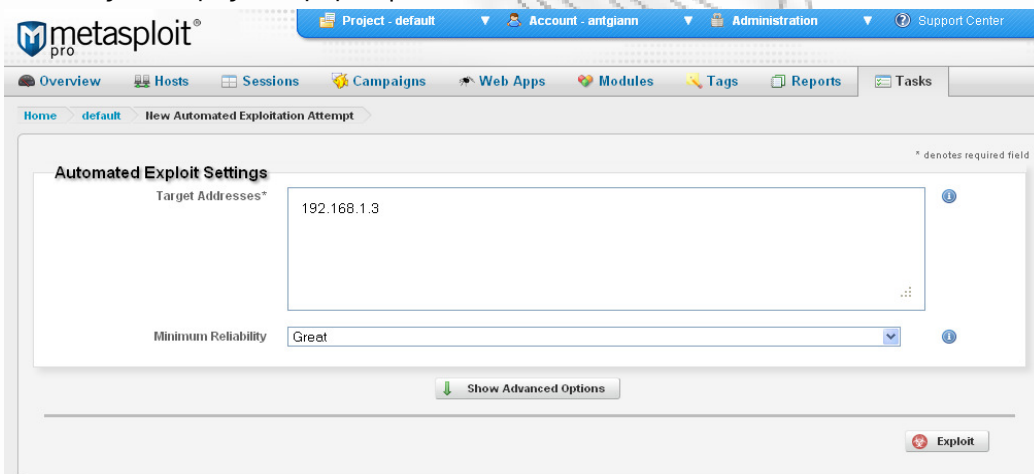 metasploit®
pro
Project - default
Account - antgiann
Administration
Support Center
Overview
Hosts
Sessions
Campaigns
Web Apps
Modules
Tags
Reports
Tasks
Home
default
New Automated Exploitation Attempt
* denotes required field
Automated Exploit Settings
Target Addresses*
192.168.1.3
Minimum Reliability
Great
Show Advanced Options
Exploit